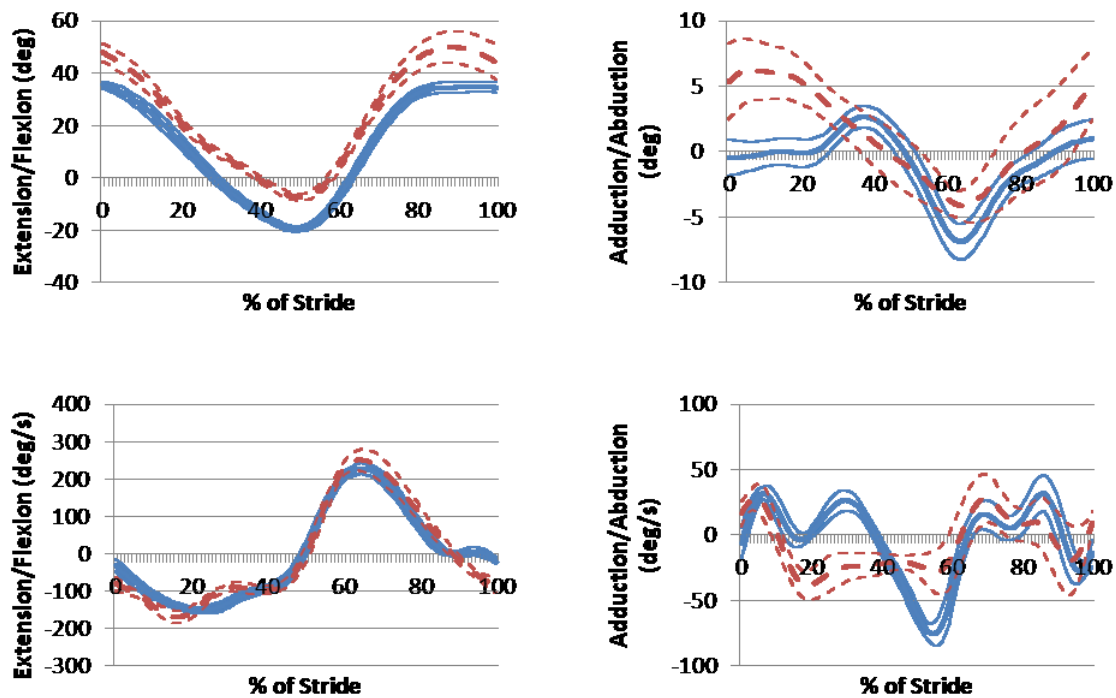 Extension/Flexion (deg)
60
40
20
0
-20
-40
0 20 40 60 80 100
% of Stride
Adduction/Abduction
(deg)
10
5
0
-5
-10
0 20 40 60 80 100
% of Stride
Extension/Flexion (deg/s)
400
300
200
100
0
-100
-200
-300
0 20 40 60 80 100
% of Stride
Adduction/Abduction
(deg/s)
100
50
0
-50
-100
0 20 40 60 80 100
% of Stride